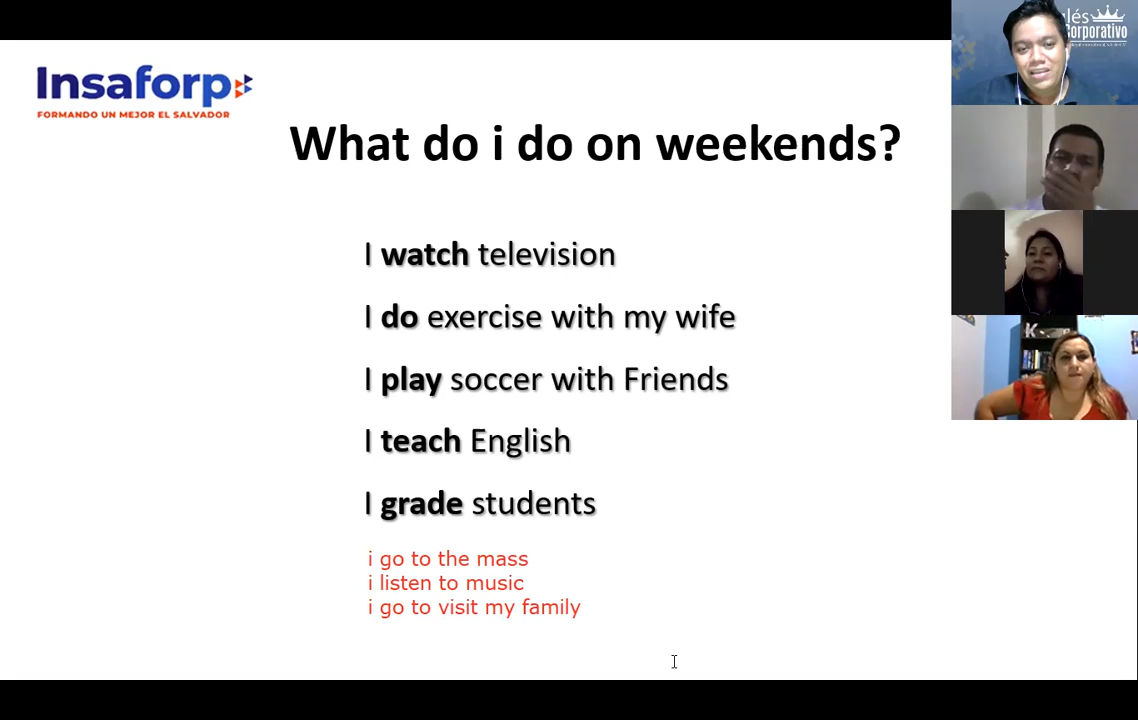 Insaforp
FORMANDO UN MEJOR EL SALVADOR
What do i do on weekends?
I watch television
I do exercise with my wife
I play soccer with Friends
I teach English
I grade students
i go to the mass
i listen to music
i go to visit my family
glés
Corporativo
K